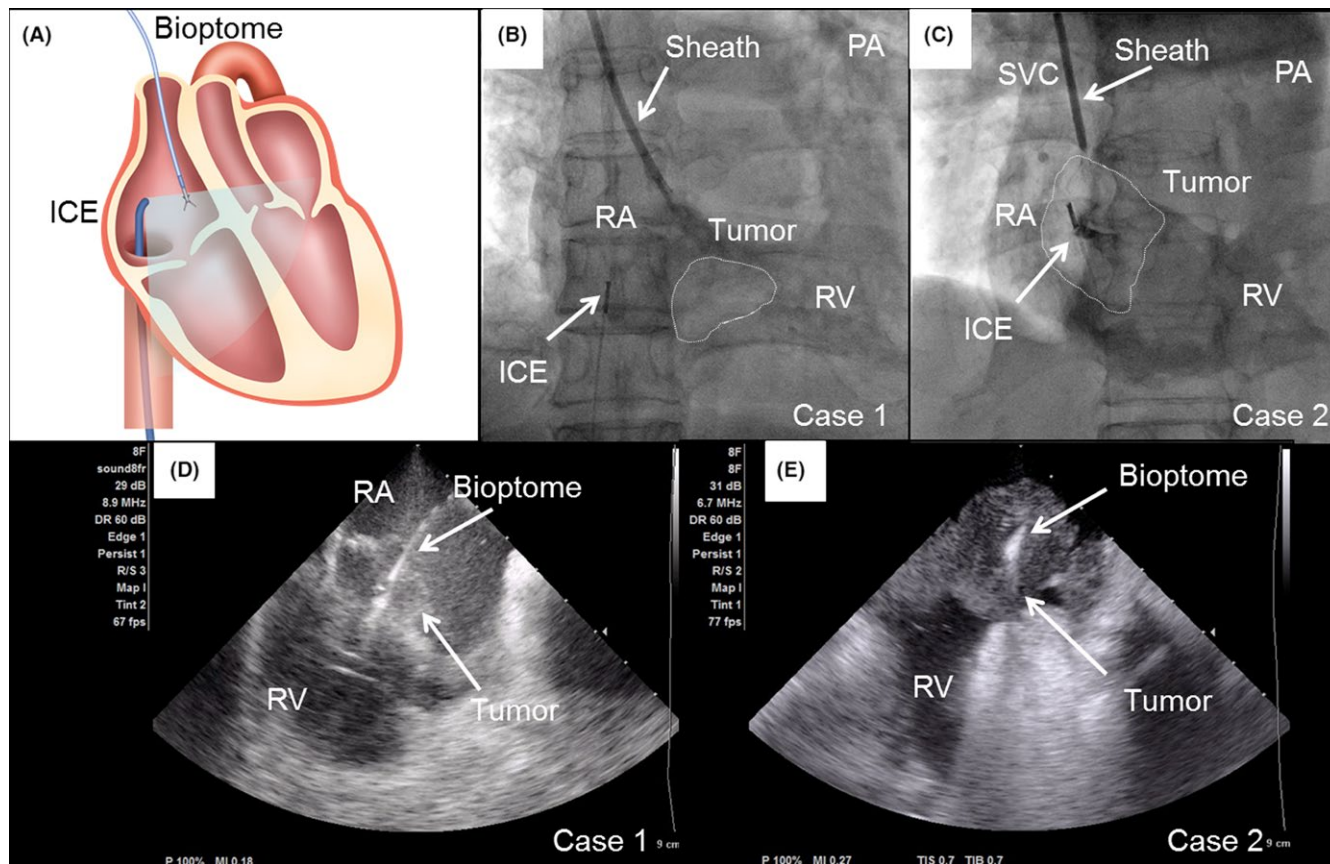 (A)
Bioptome
ICE
(B)
Sheath
PA
RA
Tumor
RV
ICE
Case 1
(C)
SVC
Sheath
PA
Tumor
RA
RV
ICE
Case 2
8F
sound8fr
29 dB
8.9 MHz
DR 60 dB
Edge 1
Persist 1
R/S 3
Map I
Tint 2
67 fps
(D)
RA
Bioptome
RV
Tumor
Case 1
9 cm
P 100% MI 0.18
8F
8F
31 dB
6.7 MHz
DR 60 dB
Edge 1
Persist 1
R/S 2
Map I
Tint 1
77 fps
(E)
Bioptome
RV
Tumor
Case 2
9 cm
P 100% MI 0.27 TIS 0.7 TIB 0.7